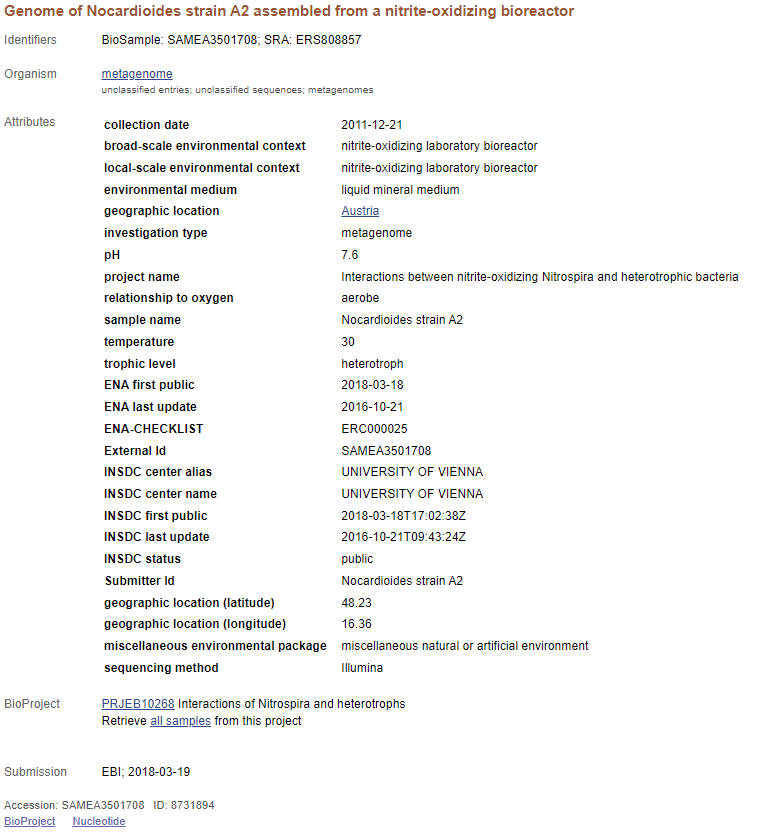 Genome of Nocardioides strain A2 assembled from a nitrite-oxidizing bioreactor
Identifiers BioSample: SAMEA3501708; SRA: ERS808857
Organism metagenome
unclassified entries; unclassified sequences; metagenomes
Attributes
collection date 2011-12-21
broad-scale environmental context nitrite-oxidizing laboratory bioreactor
local-scale environmental context nitrite-oxidizing laboratory bioreactor
environmental medium liquid mineral medium
geographic location Austria
investigation type metagenome
pH 7.6
project name Interactions between nitrite-oxidizing Nitrospira and heterotrophic bacteria
relationship to oxygen aerobe
sample name Nocardioides strain A2
temperature 30
trophic level heterotroph
ENA first public 2018-03-18
ENA last update 2016-10-21
ENA-CHECKLIST ERC000025
External Id SAMEA3501708
INSDC center alias UNIVERSITY OF VIENNA
INSDC center name UNIVERSITY OF VIENNA
INSDC first public 2018-03-18T17:02:38Z
INSDC last update 2016-10-21T09:43:24Z
INSDC status public
Submitter Id Nocardioides strain A2
geographic location (latitude) 48.23
geographic location (longitude) 16.36
miscellaneous environmental package miscellaneous natural or artificial environment
sequencing method Illumina
BioProject PRJEB10268 Interactions of Nitrospira and heterotrophs
Retrieve all samples from this project
Submission EBI; 2018-03-19
Accession: SAMEA3501708 ID: 8731894
BioProject Nucleotide